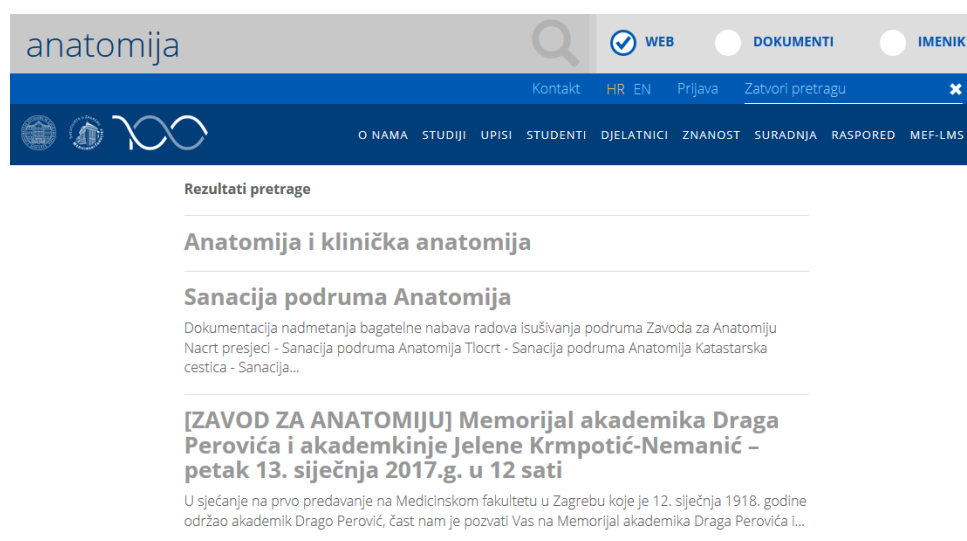 anatomija
WEB
DOKUMENTI
IMENIK
Kontakt HR EN Prijava Zatvori pretragu
O NAMA STUDIJI UPISI STUDENTI DJELATNICI ZNANOST SURADNJA RASPORED MEF-LMS
Rezultati pretrage
Anatomija i klinička anatomija
Sanacija podruma Anatomija
Dokumentacija nadmetanja bagatelne nabava radova isušivanja podruma Zavoda za Anatomiju
Nacrt presjeci - Sanacija podruma Anatomija Tlocrt - Sanacija podruma Anatomija Katastarska
cestica - Sanacija...
[ZAVOD ZA ANATOMIJU] Memorijal akademika Draga
Perovića i akademkinje Jelene Krmpotić-Nemanić –
petak 13. siječnja 2017.g. u 12 sati
U sjećanje na prvo predavanje na Medicinskom fakultetu u Zagrebu koje je 12. siječnja 1918. godine
održao akademik Drago Perović, čast nam je pozvati Vas na Memorijal akademika Draga Perovića i...